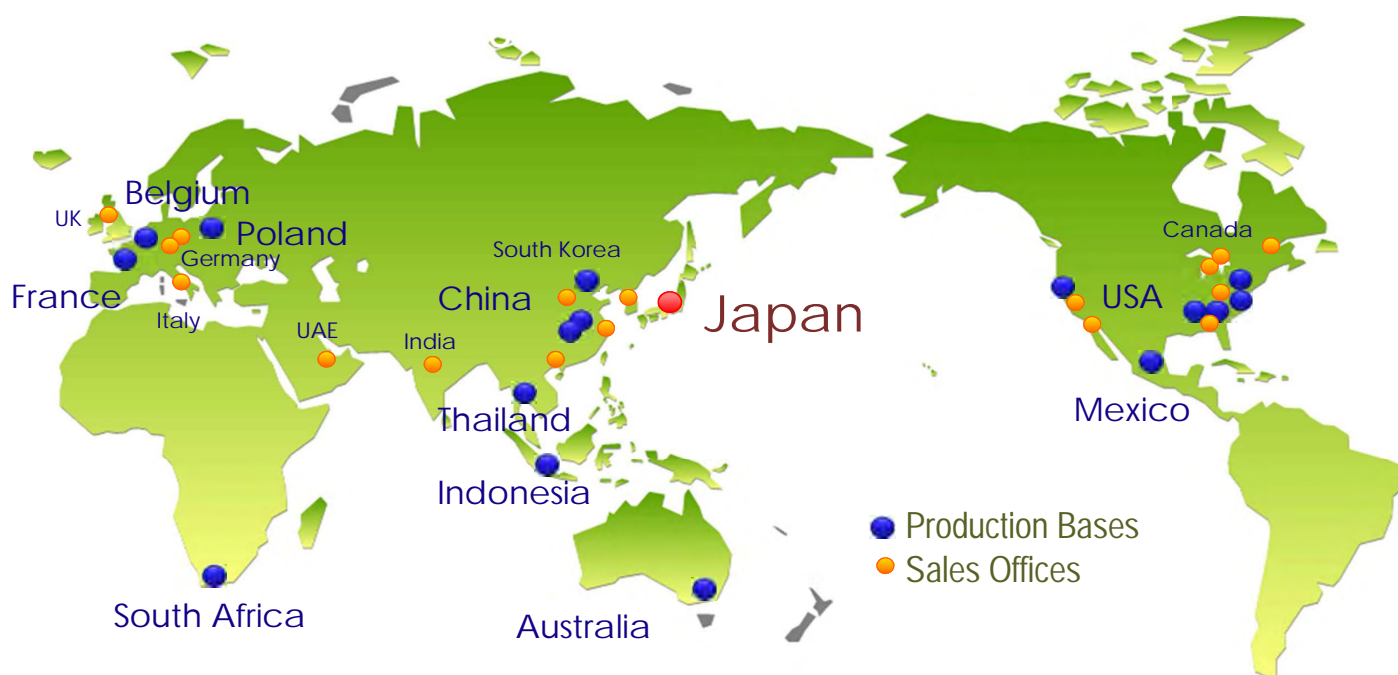 Belgium
UK
Poland
Germany
France
Italy
UAE
India
South Korea
China
Japan
Thailand
Indonesia
South Africa
Australia
Canada
USA
Mexico
Production Bases
Sales Offices